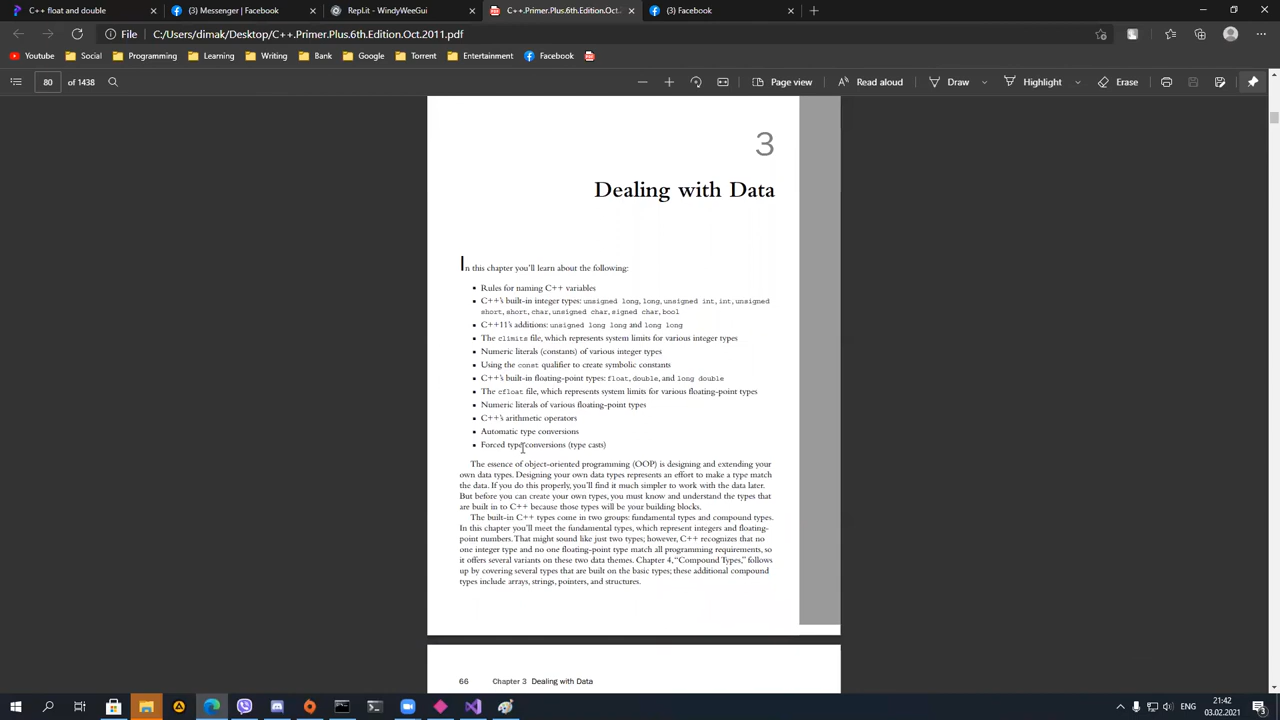 C++ float and double
(3) Messenger | Facebook
Replit - WindyWeeGui
C++.Primer.Plus.6th.Edition.Oct.
(3) Facebook
File
C:/Users/dimak/Desktop/C++.Primer.Plus.6th.Edition.Oct.2011.pdf
Youtube
Social
Programming
Learning
Writing
Bank
Google
Torrent
Entertainment
Facebook
80
of 1438
Page view
Read aloud
Draw
Highlight
Erase
3
Dealing with Data
In this chapter you'll learn about the following:
■ Rules for naming C++ variables
■ C++'s built-in integer types: unsigned long, long, unsigned int, int, unsigned
short, short, char, unsigned char, signed char, bool
■ C++11's additions: unsigned long long and long long
■ The climits file, which represents system limits for various integer types
■ Numeric literals (constants) of various integer types
■ Using the const qualifier to create symbolic constants
■ C++'s built-in floating-point types: float, double, and long double
■ The cfloat file, which represents system limits for various floating-point types
■ Numeric literals of various floating-point types
■ C++'s arithmetic operators
■ Automatic type conversions
■ Forced type conversions (type casts)
The essence of object-oriented programming (OOP) is designing and extending your
own data types. Designing your own data types represents an effort to make a type match
the data. If you do this properly, you'll find it much simpler to work with the data later.
But before you can create your own types, you must know and understand the types that
are built in to C++ because those types will be your building blocks.
The built-in C++ types come in two groups: fundamental types and compound types.
In this chapter you'll meet the fundamental types, which represent integers and floating-
point numbers. That might sound like just two types; however, C++ recognizes that no
one integer type and no one floating-point type match all programming requirements, so
it offers several variants on these two data themes. Chapter 4, "Compound Types," follows
up by covering several types that are built on the basic types; these additional compound
types include arrays, strings, pointers, and structures.
66 Chapter 3 Dealing with Data
ENG
21:42
03.02.2021